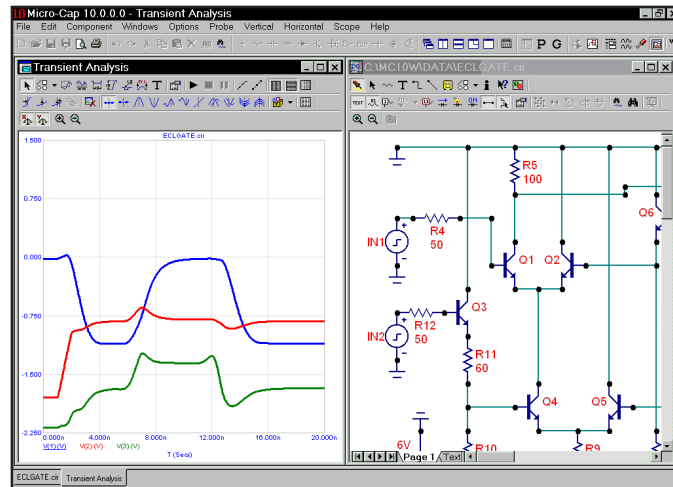 10 Micro-Cap 10.0.0.0 - Transient Analysis
File Edit Component Windows Options Probe Vertical Horizontal Scope Help
P G
Transient Analysis
T
ECLGATE.cir
1.500
0.750
0.000
-0.750
-1.500
-2.250
0.000n 4.000n 8.000n 12.000n 16.000n 20.000n
V(1) (V) V(2) (V) V(3) (V)
T (Secs)
C:\MC10W\DATA\ECLGATE.cir
T
TEXT
R5
100
Q6
R4
50
IN1
Q1
Q2
Q3
IN2
R12
50
R11
60
Q4
Q5
6V
R10
R9
Page 1 Text
ECLGATE.cir Transient Analysis